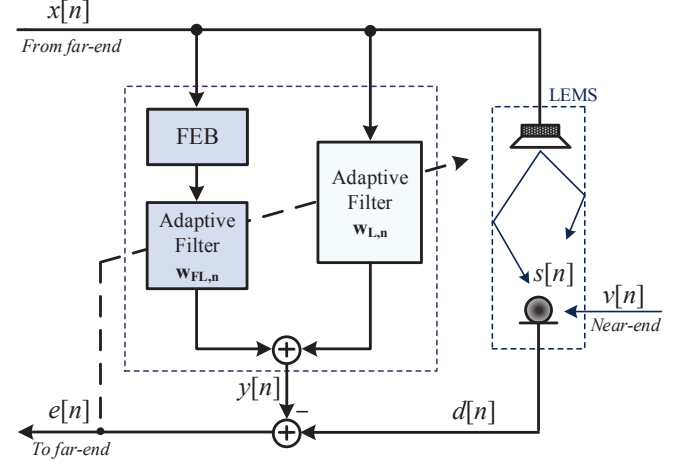 x[n]
From far-end
LEMS
FEB
Adaptive
Filter
w_L,n
Adaptive
Filter
w_FL,n
s[n]
v[n]
Near-end
y[n]
−
e[n]
d[n]
To far-end